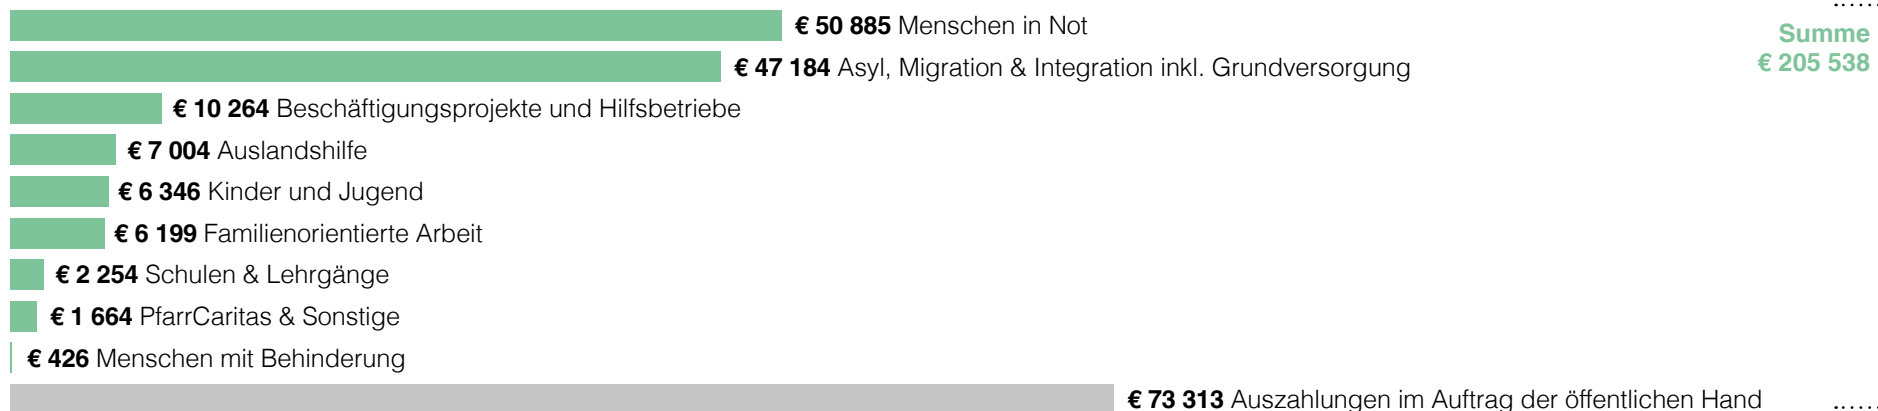 € 50 885 Menschen in Not
Summe
€ 205 538
€ 47 184 Asyl, Migration & Integration inkl. Grundversorgung
€ 10 264 Beschäftigungsprojekte und Hilfsbetriebe
€ 7 004 Auslandshilfe
€ 6 346 Kinder und Jugend
€ 6 199 Familienorientierte Arbeit
€ 2 254 Schulen & Lehrgänge
€ 1 664 PfarrCaritas & Sonstige
€ 426 Menschen mit Behinderung
€ 73 313 Auszahlungen im Auftrag der öffentlichen Hand